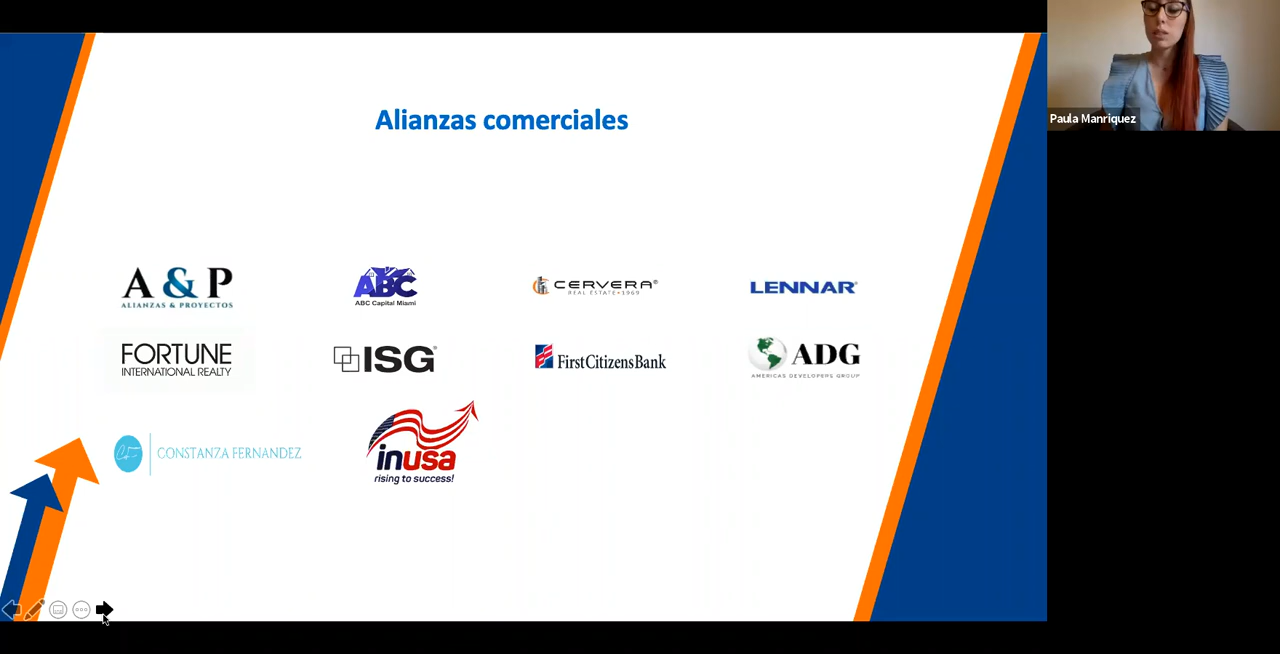 Alianzas comerciales
Paula Manriquez
A & P
ALIANZAS & PROYECTOS
ABC
ABC Capital Miami
CERVERA®
REAL ESTATE•1969
LENNAR®
FORTUNE
INTERNATIONAL REALTY
ISG®
First Citizens Bank
ADG
AMERICAS DEVELOPERS GROUP
CF
CONSTANZA FERNANDEZ
inusa
rising to success!